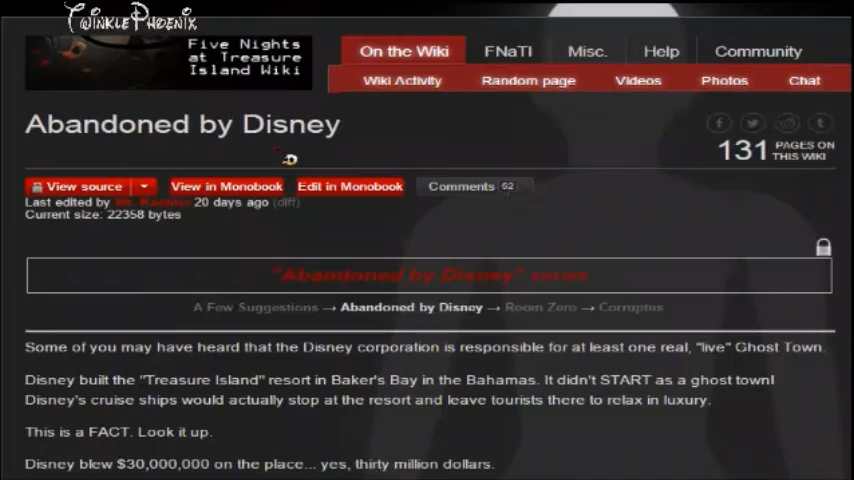 TwinklePhoenix
Five Nights
at Treasure
Island Wiki
On the Wiki FNaTI Misc. Help Community
Wiki Activity Random page Videos Photos Chat
Abandoned by Disney
131 PAGES ON
THIS WIKI
View source View in Monobook Edit in Monobook Comments 62
Last edited by 20 days ago (diff)
Current size: 22358 bytes
"Abandoned by Disney" series
A Few Suggestions → Abandoned by Disney → Room Zero → Corruptus
Some of you may have heard that the Disney corporation is responsible for at least one real, "live" Ghost Town.
Disney built the "Treasure Island" resort in Baker's Bay in the Bahamas. It didn't START as a ghost town!
Disney's cruise ships would actually stop at the resort and leave tourists there to relax in luxury.
This is a FACT. Look it up.
Disney blew $30,000,000 on the place... yes, thirty million dollars.